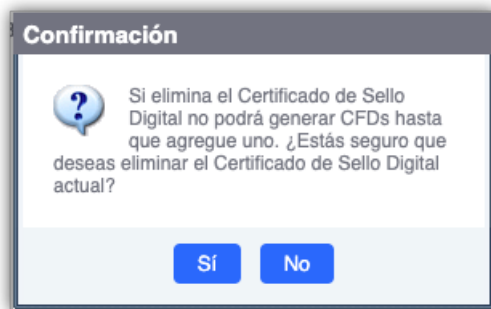 Confirmación
Si elimina el Certificado de Sello
Digital no podrá generar CFDs hasta
que agregue uno. ¿Estás seguro que
deseas eliminar el Certificado de Sello Digital
actual?
Sí
No